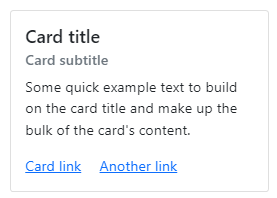 Card title
Card subtitle
Some quick example text to build
on the card title and make up the
bulk of the card's content.
Card link Another link